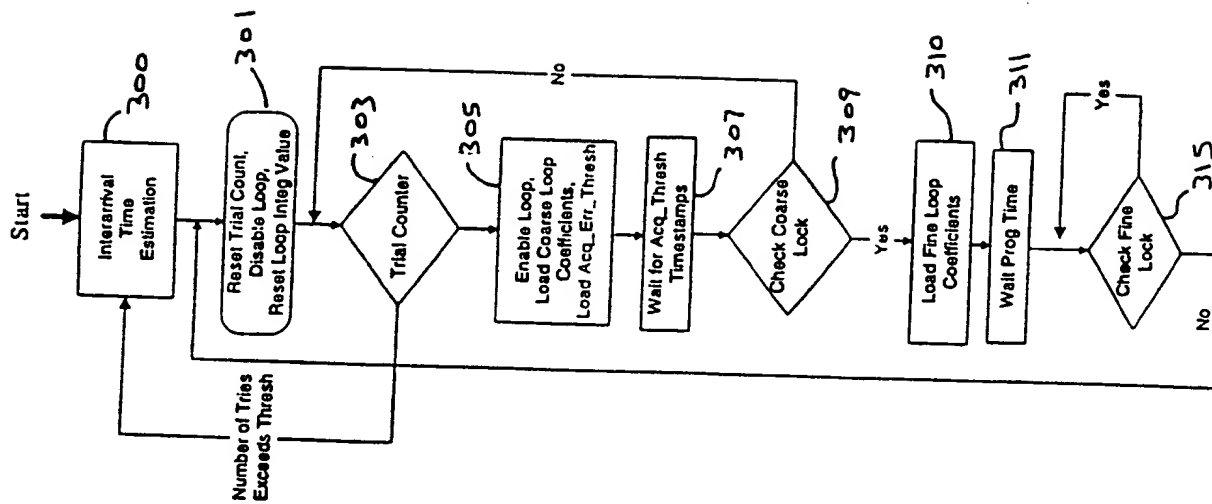 Start
300
Interarrival
Time
Estimation
301
Reset Trial Count,
Disable Loop,
Reset Loop Integ Value
Number of Tries
Exceeds Thresh
303
Trial Counter
No
305
Enable Loop,
Load Coarse Loop
Coefficients,
Load Acq_Err_Thresh
307
Wait for Acq_Thresh
Timestamps
309
Check Coarse
Lock
Yes
310
Load Fine Loop
Coefficients
311
Wait Prog Time
Yes
Check Fine
Lock
315
No